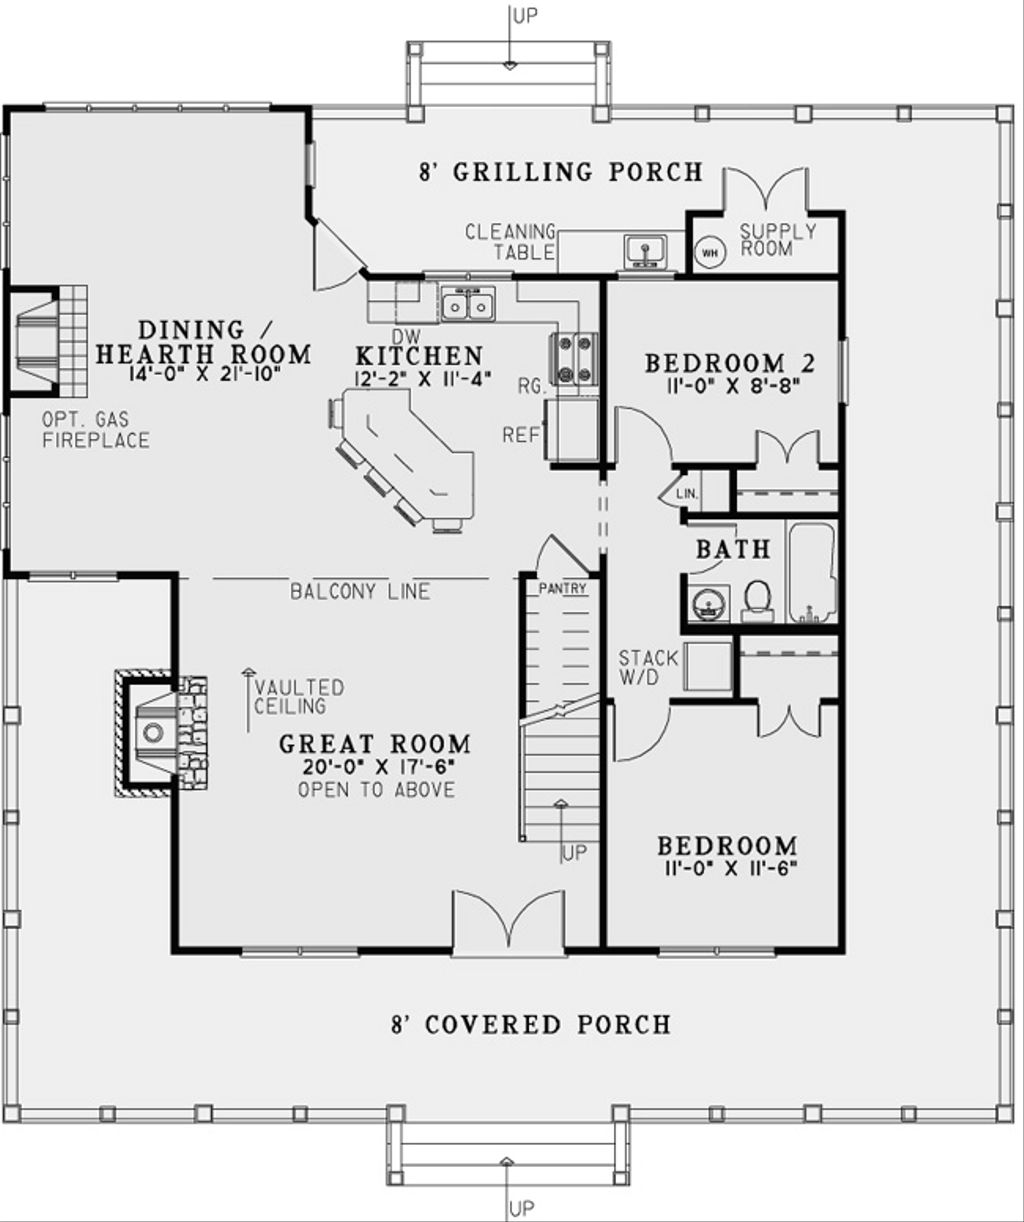 UP
8' GRILLING PORCH
CLEANING
TABLE
SUPPLY
ROOM
WH
DINING /
HEARTH ROOM
14'-0" X 21'-10"
DW
KITCHEN
12'-2" X 11'-4"
RG.
REF
BEDROOM 2
11'-0" X 8'-8"
OPT. GAS
FIREPLACE
LIN.
BATH
PANTRY
BALCONY LINE
STACK
W/D
VAULTED
CEILING
GREAT ROOM
20'-0" X 17'-6"
OPEN TO ABOVE
UP
BEDROOM
11'-0" X 11'-6"
8' COVERED PORCH
UP